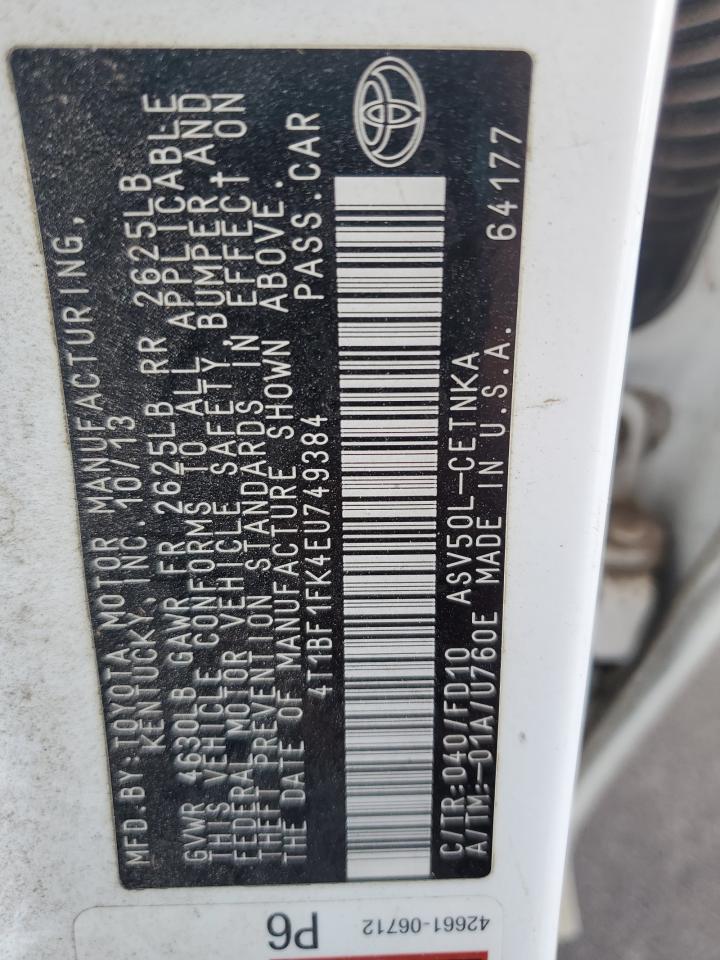 MFD.BY:TOYOTA MOTOR MANUFACTURING,
KENTUCKY, INC. 10/13
GVWR 4630LB GAWR FR 2625LB RR 2625LB
THIS VEHICLE CONFORMS TO ALL APPLICABLE
FEDERAL MOTOR VEHICLE SAFETY, BUMPER AND
THEFT PREVENTION STANDARDS IN EFFECT ON
THE DATE OF MANUFACTURE SHOWN ABOVE.
4T1BF1FK4EU749384 PASS.CAR
C/TR:040/FD10 ASV50L-CETNKA
A/TM:-01A/U760E MADE IN U.S.A. 64177
42661-06712
P6